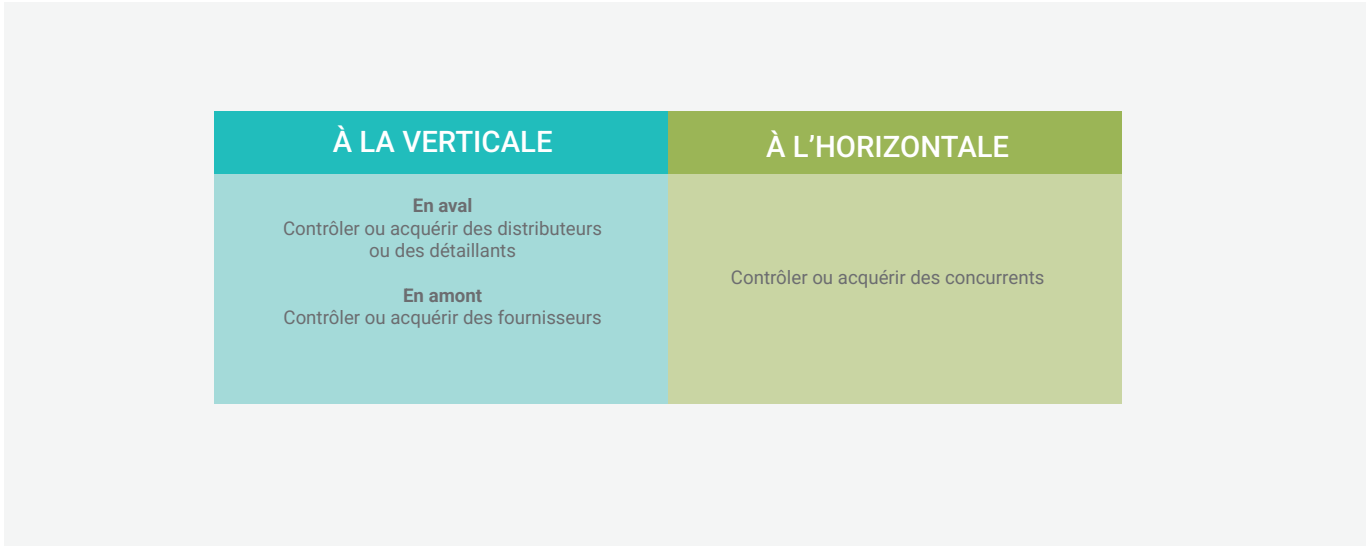 À LA VERTICALE
En aval
Contrôler ou acquérir des distributeurs
ou des détaillants
En amont
Contrôler ou acquérir des fournisseurs
À L’HORIZONTALE
Contrôler ou acquérir des concurrents